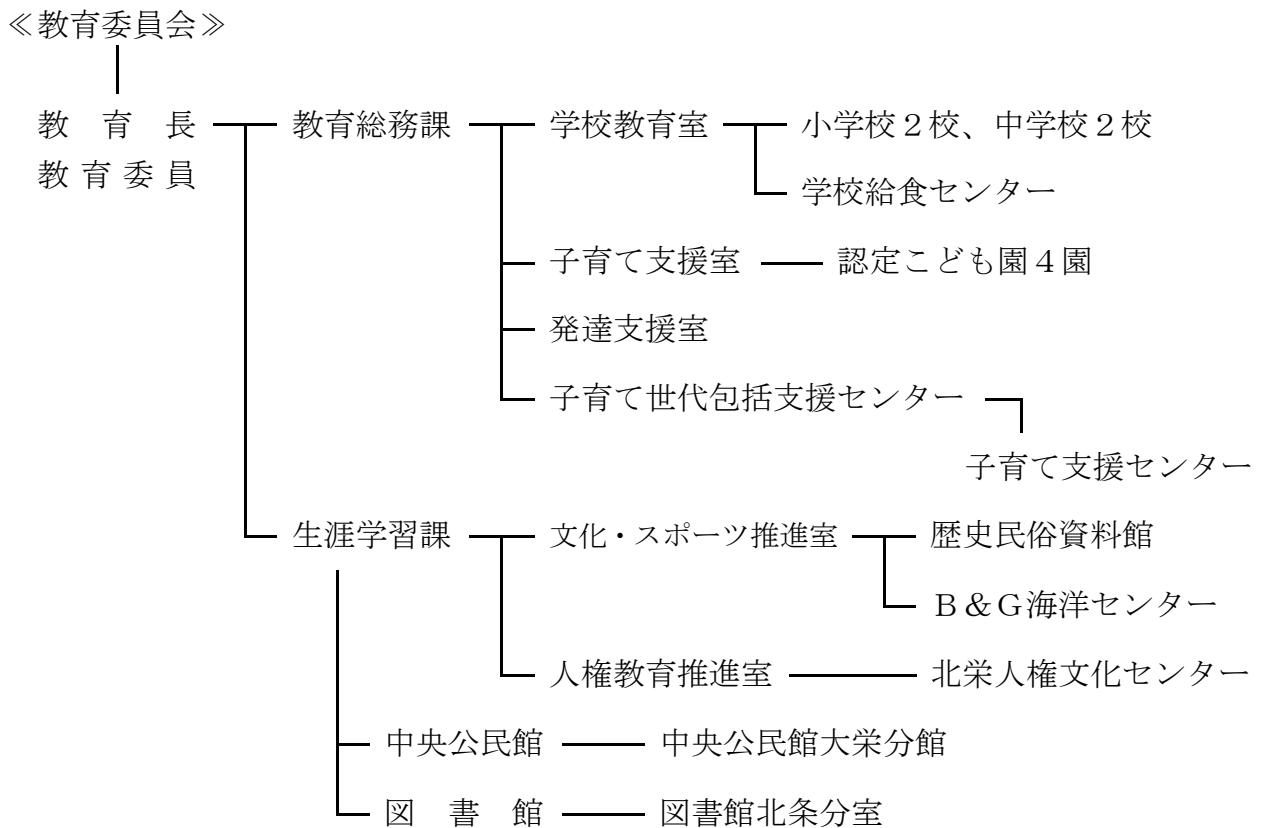 ≪教育委員会≫
教　育　長　教育総務課　学校教育室　小学校２校、中学校２校
教 育 委 員
学校給食センター
子育て支援室　認定こども園４園
発達支援室
子育て世代包括支援センター
子育て支援センター
生涯学習課　文化・スポーツ推進室　歴史民俗資料館
Ｂ＆Ｇ海洋センター
人権教育推進室　北栄人権文化センター
中央公民館　中央公民館大栄分館
図　書　館　図書館北条分室